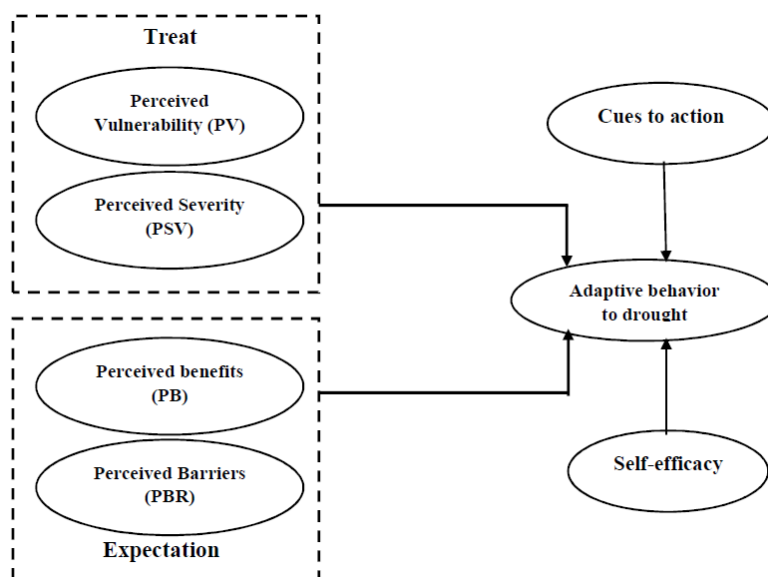 Treat
Perceived
Vulnerability (PV)
Perceived Severity
(PSV)
Perceived benefits
(PB)
Perceived Barriers
(PBR)
Expectation
Cues to action
Adaptive behavior
to drought
Self-efficacy